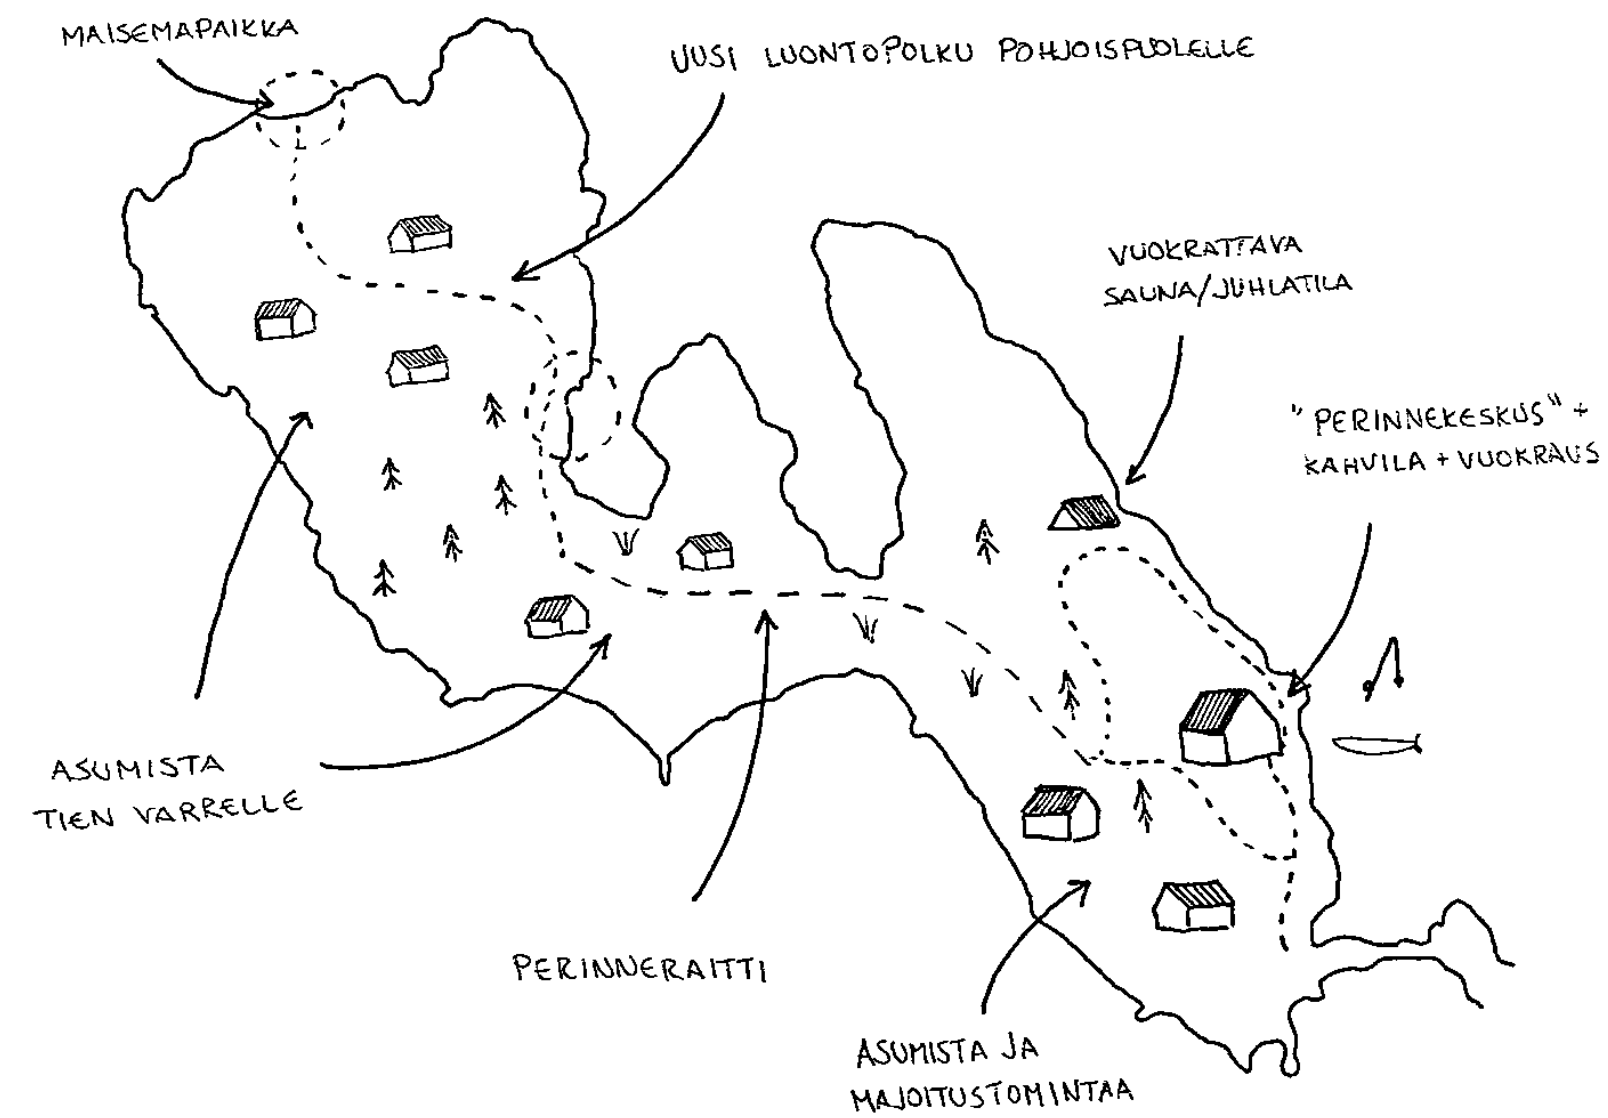 MAISEMAPAIKKA
UUSI LUONTOPOLKU POHJOISPUOLELLE
VUOKRATTAVA
SAUNA/JUHLATILA
"PERINNEKESKUS" +
KAHVILA + VUOKRAUS
ASUMISTA
TIEN VARRELLE
PERINNERAITTI
ASUMISTA JA
MAJOITUSTOMINTAA